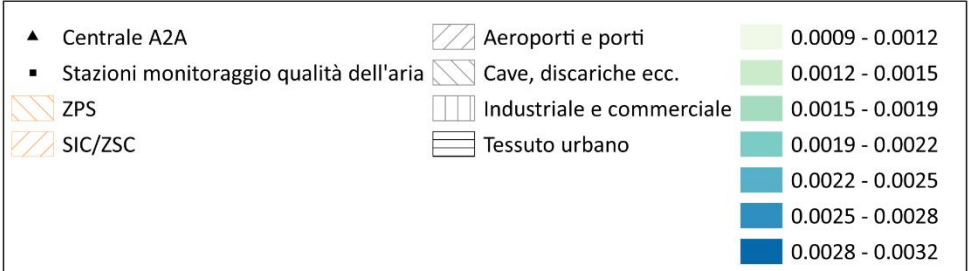 Centrale A2A
Stazioni monitoraggio qualità dell'aria
ZPS
SIC/ZSC
Aeroporti e porti
Cave, discariche ecc.
Industriale e commerciale
Tessuto urbano
0.0009 - 0.0012
0.0012 - 0.0015
0.0015 - 0.0019
0.0019 - 0.0022
0.0022 - 0.0025
0.0025 - 0.0028
0.0028 - 0.0032